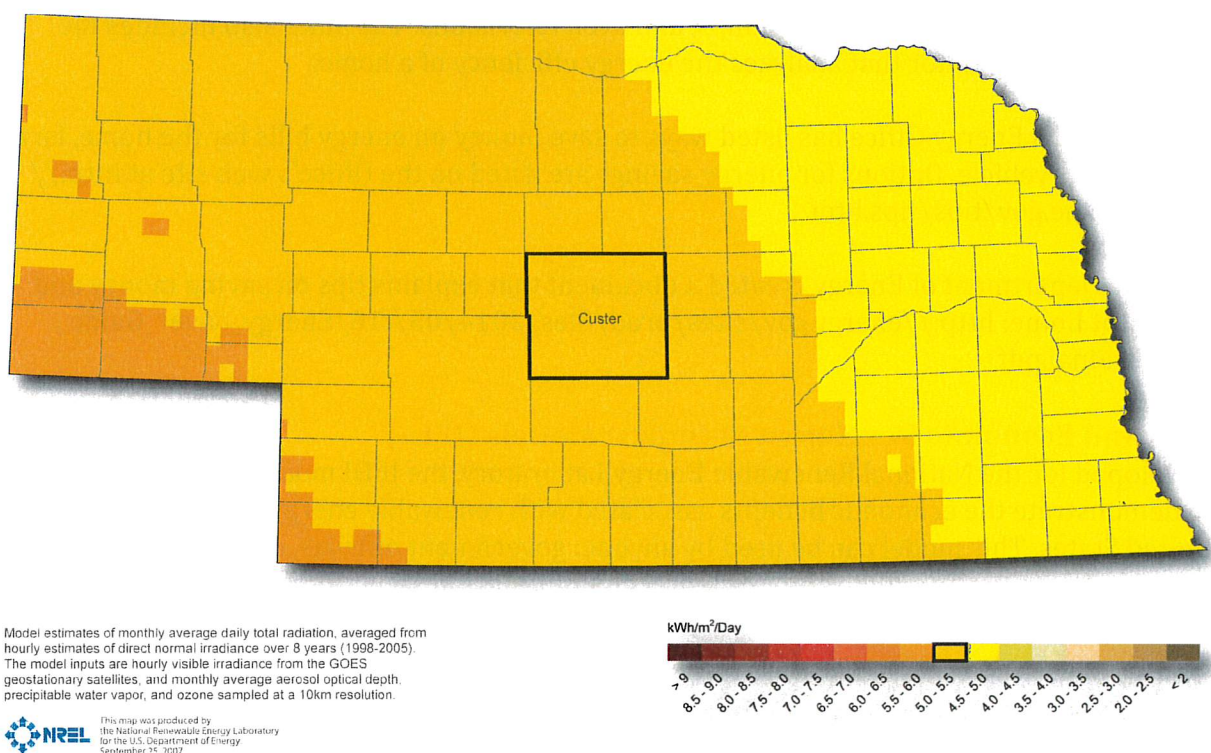 Custer
Model estimates of monthly average daily total radiation, averaged from
hourly estimates of direct normal irradiance over 8 years (1998-2005).
The model inputs are hourly visible irradiance from the GOES
geostationary satellites, and monthly average aerosol optical depth,
precipitable water vapor, and ozone sampled at a 10km resolution.
NREL
This map was produced by
the National Renewable Energy Laboratory
for the U.S. Department of Energy.
September 25, 2007
kWh/m²/Day
> 9
8.5 - 9.0
8.0 - 8.5
7.5 - 8.0
7.0 - 7.5
6.5 - 7.0
6.0 - 6.5
5.5 - 6.0
5.0 - 5.5
4.5 - 5.0
4.0 - 4.5
3.5 - 4.0
3.0 - 3.5
2.5 - 3.0
2.0 - 2.5
< 2